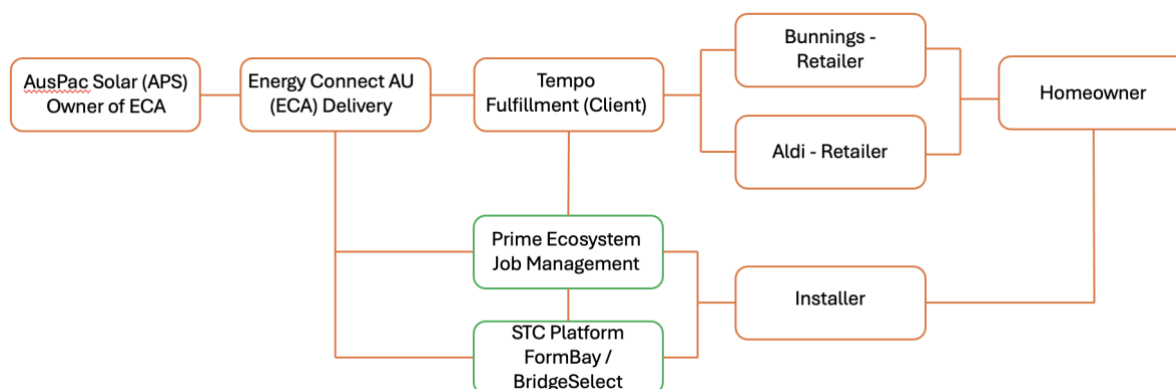 AusPac Solar (APS)
Owner of ECA
Energy Connect AU
(ECA) Delivery
Tempo
Fulfillment (Client)
Bunnings -
Retailer
Aldi - Retailer
Homeowner
Prime Ecosystem
Job Management
STC Platform
FormBay /
BridgeSelect
Installer